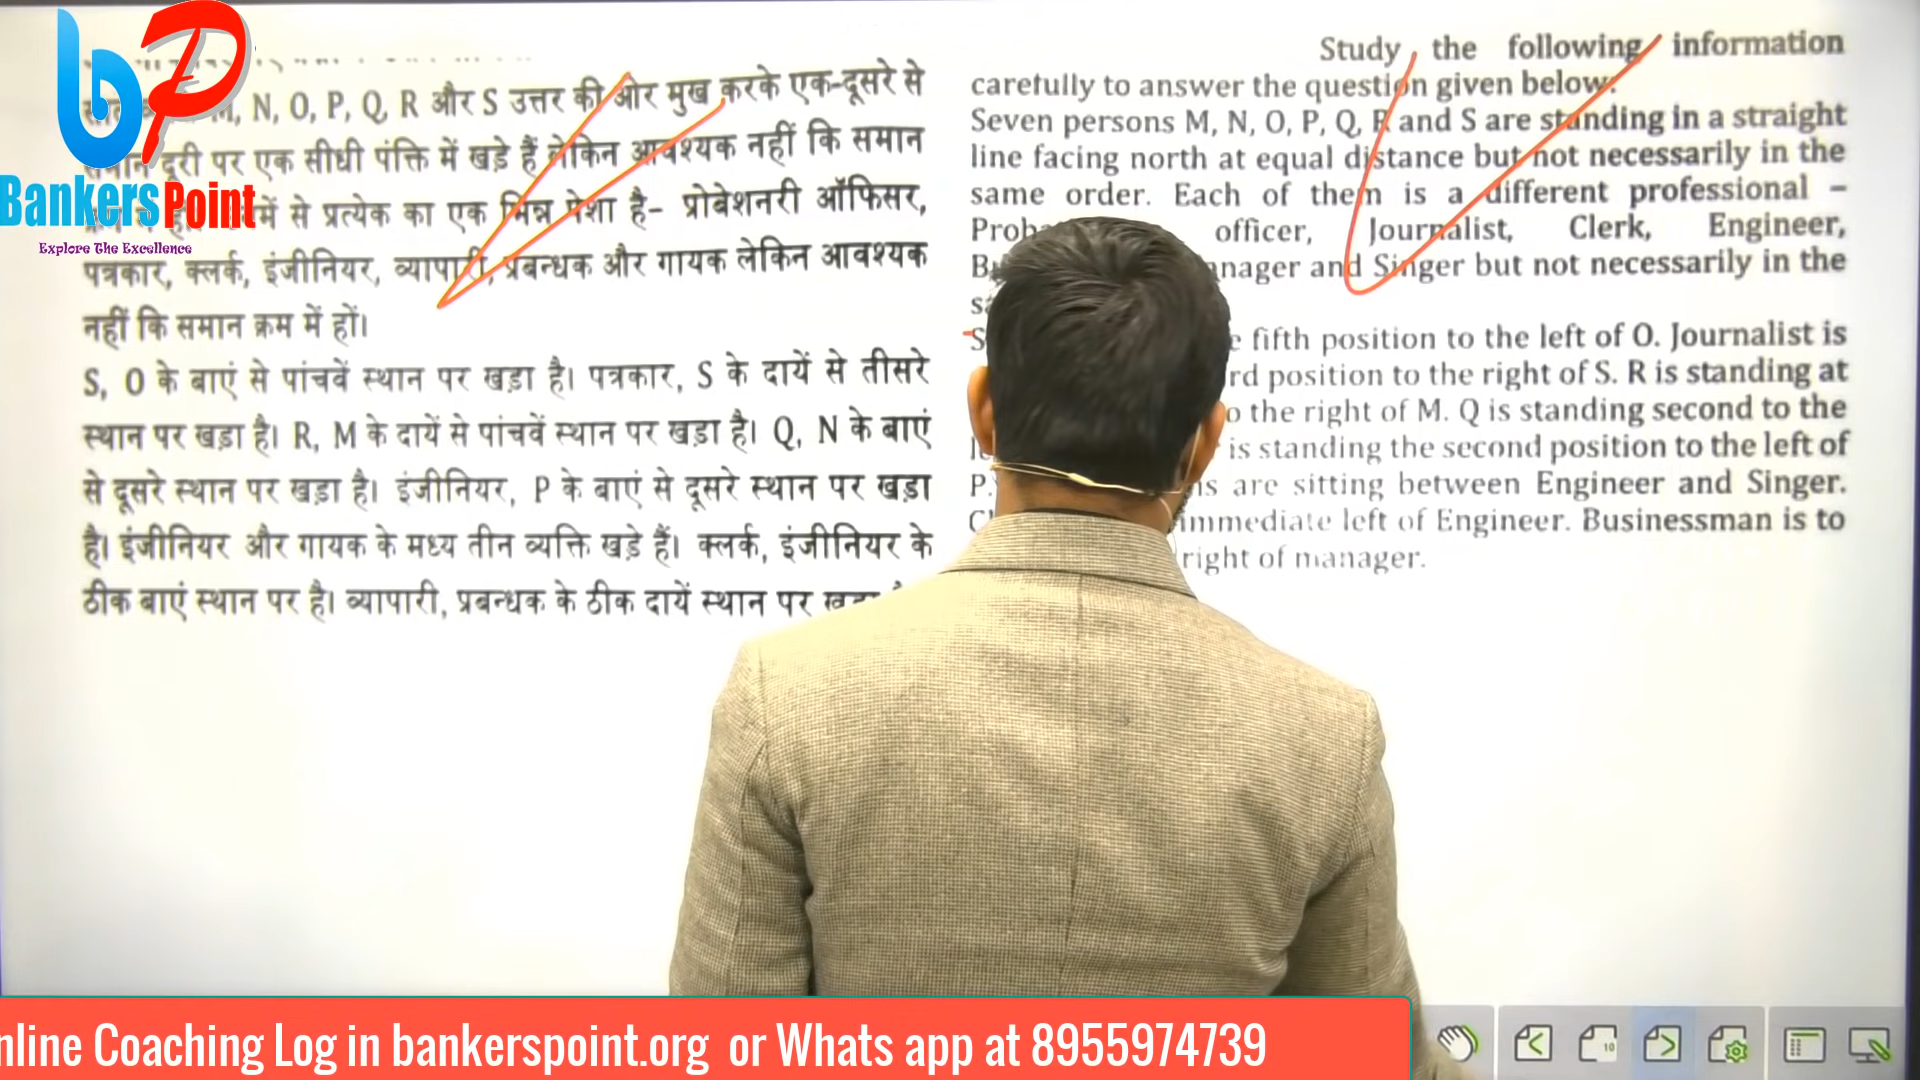 bp
BankersPoint
Explore The Excellence
N, O, P, Q, R और S उत्तर की ओर मुख करके एक-दूसरे से
समान दूरी पर एक सीधी पंक्ति में खड़े हैं लेकिन आवश्यक नहीं कि समान
में से प्रत्येक का एक भिन्न पेशा है- प्रोबेशनरी ऑफिसर,
पत्रकार, क्लर्क, इंजीनियर, व्यापारी, प्रबन्धक और गायक लेकिन आवश्यक
नहीं कि समान क्रम में हों।
S, O के बाएं से पांचवें स्थान पर खड़ा है। पत्रकार, S के दायें से तीसरे
स्थान पर खड़ा है। R, M के दायें से पांचवें स्थान पर खड़ा है। Q, N के बाएं
से दूसरे स्थान पर खड़ा है। इंजीनियर, P के बाएं से दूसरे स्थान पर खड़ा
है। इंजीनियर और गायक के मध्य तीन व्यक्ति खड़े हैं। क्लर्क, इंजीनियर के
ठीक बाएं स्थान पर है। व्यापारी, प्रबन्धक के ठीक दायें स्थान पर
Study the following information
carefully to answer the question given below:
Seven persons M, N, O, P, Q, R and S are standing in a straight
line facing north at equal distance but not necessarily in the
same order. Each of them is a different professional –
officer, Journalist, Clerk, Engineer,
and Singer but not necessarily in the
fifth position to the left of O. Journalist is
position to the right of S. R is standing at
the right of M. Q is standing second to the
is standing the second position to the left of
P. are sitting between Engineer and Singer.
immediate left of Engineer. Businessman is to
right of manager.
nline Coaching Log in bankerspoint.org or Whats app at 8955974739
10